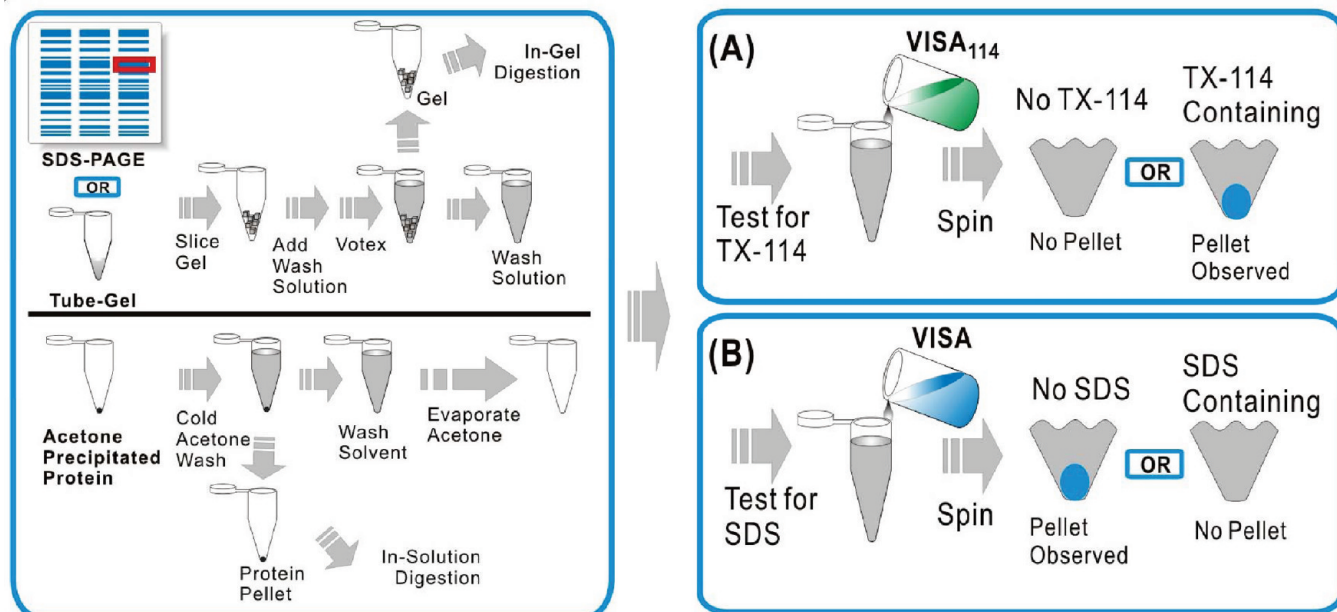 SDS-PAGE
OR
Tube-Gel
Slice
Gel
Add
Wash
Solution
Votex
Gel
In-Gel
Digestion
Wash
Solution
Acetone
Precipitated
Protein
Cold
Acetone
Wash
Wash
Solvent
Evaporate
Acetone
Protein
Pellet
In-Solution
Digestion
(A)
VISA114
Test for
TX-114
Spin
No TX-114
No Pellet
OR
TX-114
Containing
Pellet
Observed
(B)
VISA
Test for
SDS
Spin
No SDS
Pellet
Observed
OR
SDS
Containing
No Pellet